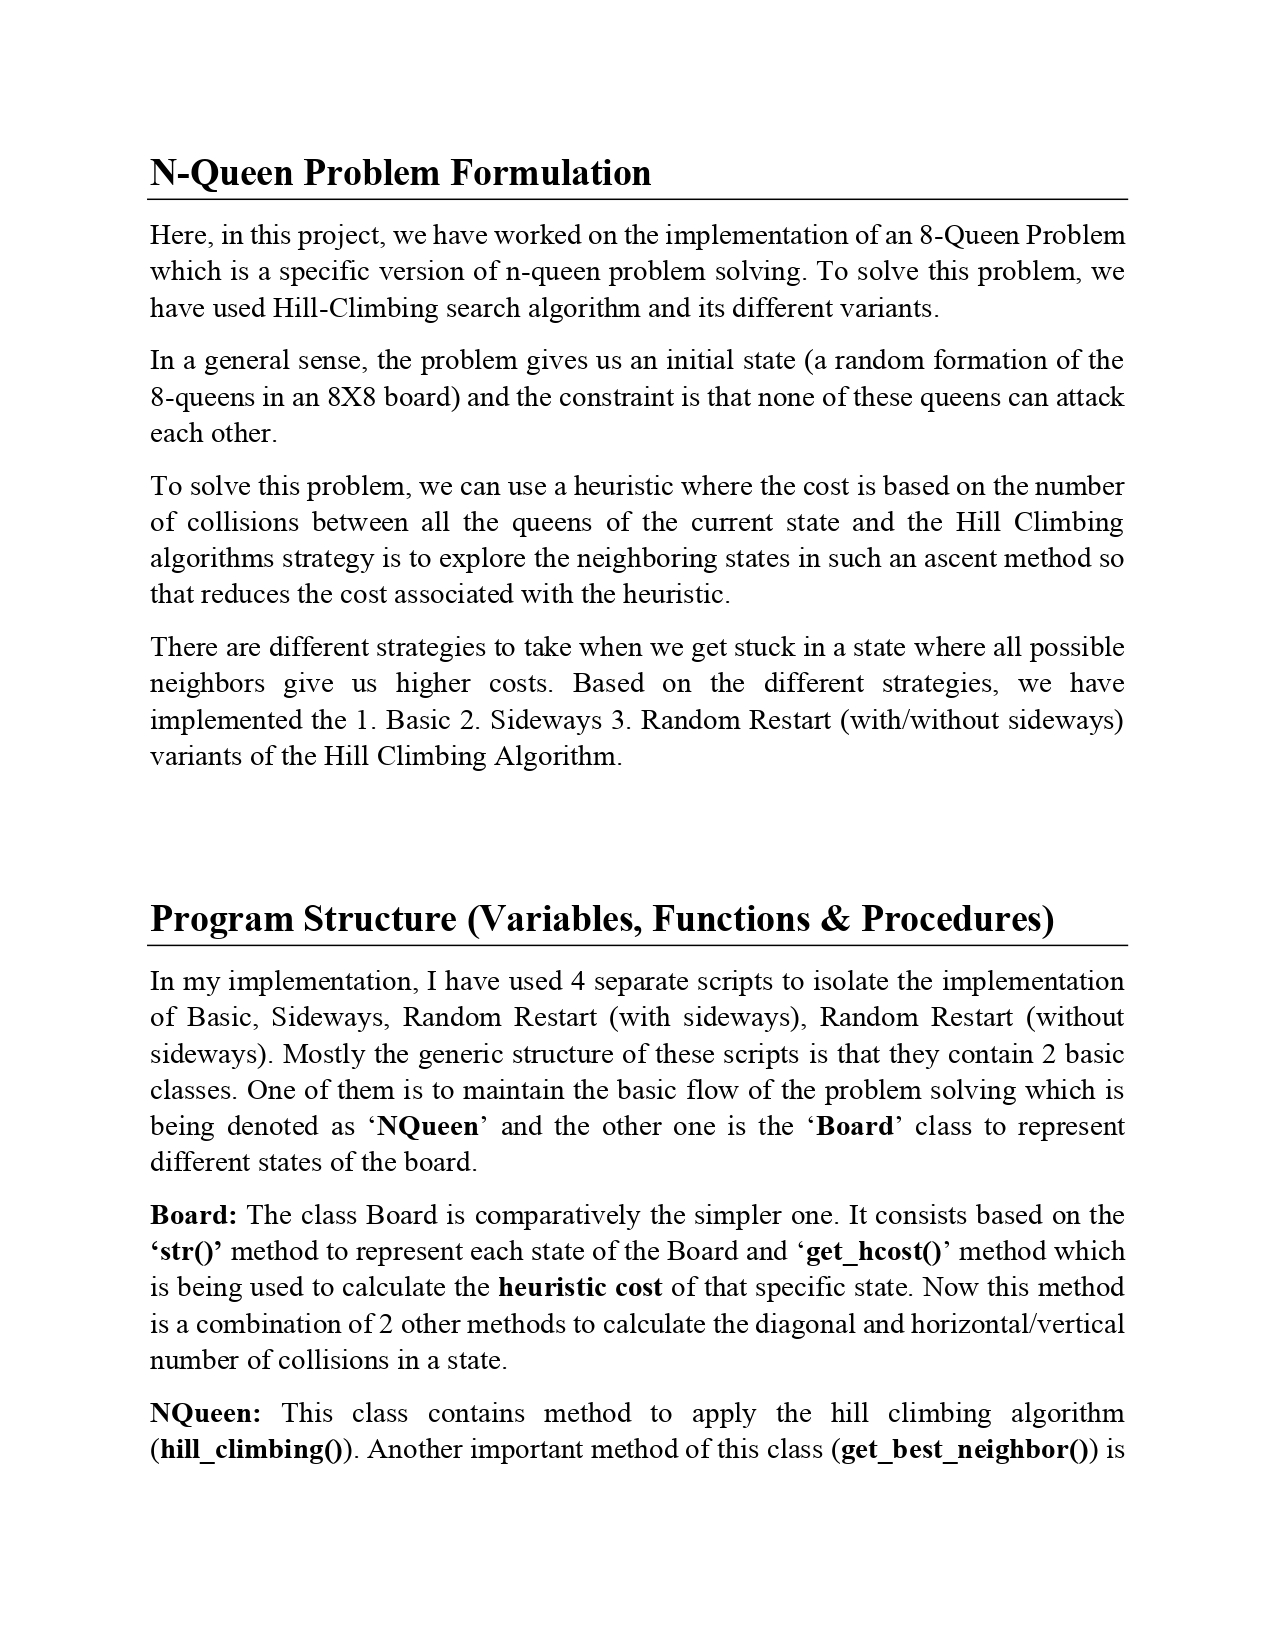 N-Queen Problem Formulation
Here, in this project, we have worked on the implementation of an 8-Queen Problem
which is a specific version of n-queen problem solving. To solve this problem, we
have used Hill-Climbing search algorithm and its different variants.
In a general sense, the problem gives us an initial state (a random formation of the
8-queens in an 8X8 board) and the constraint is that none of these queens can attack
each other.
To solve this problem, we can use a heuristic where the cost is based on the number
of collisions between all the queens of the current state and the Hill Climbing
algorithms strategy is to explore the neighboring states in such an ascent method so
that reduces the cost associated with the heuristic.
There are different strategies to take when we get stuck in a state where all possible
neighbors give us higher costs. Based on the different strategies, we have
implemented the 1. Basic 2. Sideways 3. Random Restart (with/without sideways)
variants of the Hill Climbing Algorithm.
Program Structure (Variables, Functions & Procedures)
In my implementation, I have used 4 separate scripts to isolate the implementation
of Basic, Sideways, Random Restart (with sideways), Random Restart (without
sideways). Mostly the generic structure of these scripts is that they contain 2 basic
classes. One of them is to maintain the basic flow of the problem solving which is
being denoted as ‘NQueen’ and the other one is the ‘Board’ class to represent
different states of the board.
Board: The class Board is comparatively the simpler one. It consists based on the
‘str()’ method to represent each state of the Board and ‘get_hcost()’ method which
is being used to calculate the heuristic cost of that specific state. Now this method
is a combination of 2 other methods to calculate the diagonal and horizontal/vertical
number of collisions in a state.
NQueen: This class contains method to apply the hill climbing algorithm
(hill_climbing()). Another important method of this class (get_best_neighbor()) is